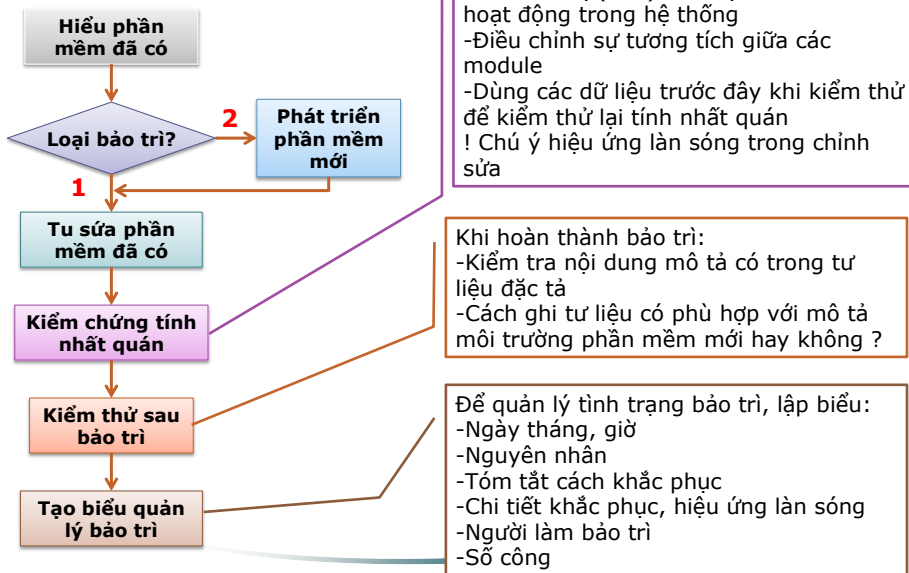 Hiểu phần
mềm đã có
Loại bảo trì?
2
Phát triển
phần mềm
mới
1
Tu sứa phần
mềm đã có
Kiểm chứng tính
nhất quán
Kiểm thử sau
bảo trì
Tạo biểu quản
lý bảo trì
hoạt động trong hệ thống
-Điều chỉnh sự tương tích giữa các
module
-Dùng các dữ liệu trước đây khi kiểm thử
để kiểm thử lại tính nhất quán
! Chú ý hiệu ứng làn sóng trong chỉnh
sửa
Khi hoàn thành bảo trì:
-Kiểm tra nội dung mô tả có trong tư
liệu đặc tả
-Cách ghi tư liệu có phù hợp với mô tả
môi trường phần mềm mới hay không ?
Để quản lý tình trạng bảo trì, lập biểu:
-Ngày tháng, giờ
-Nguyên nhân
-Tóm tắt cách khắc phục
-Chi tiết khắc phục, hiệu ứng làn sóng
-Người làm bảo trì
-Số công